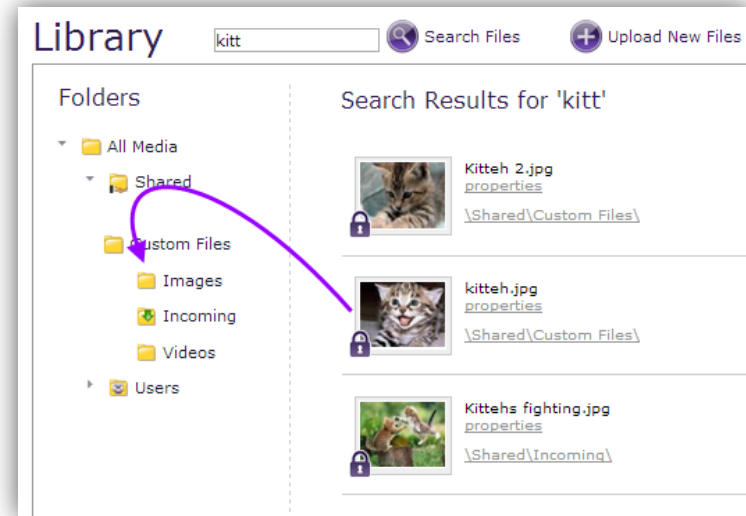 Library
kitt
Search Files
Upload New Files
Folders
All Media
Shared
Custom Files
Images
Incoming
Videos
Users
Search Results for 'kitt'
Kitteh 2.jpg
properties
\Shared\Custom Files\
kitteh.jpg
properties
\Shared\Custom Files\
Kittehs fighting.jpg
properties
\Shared\Incoming\